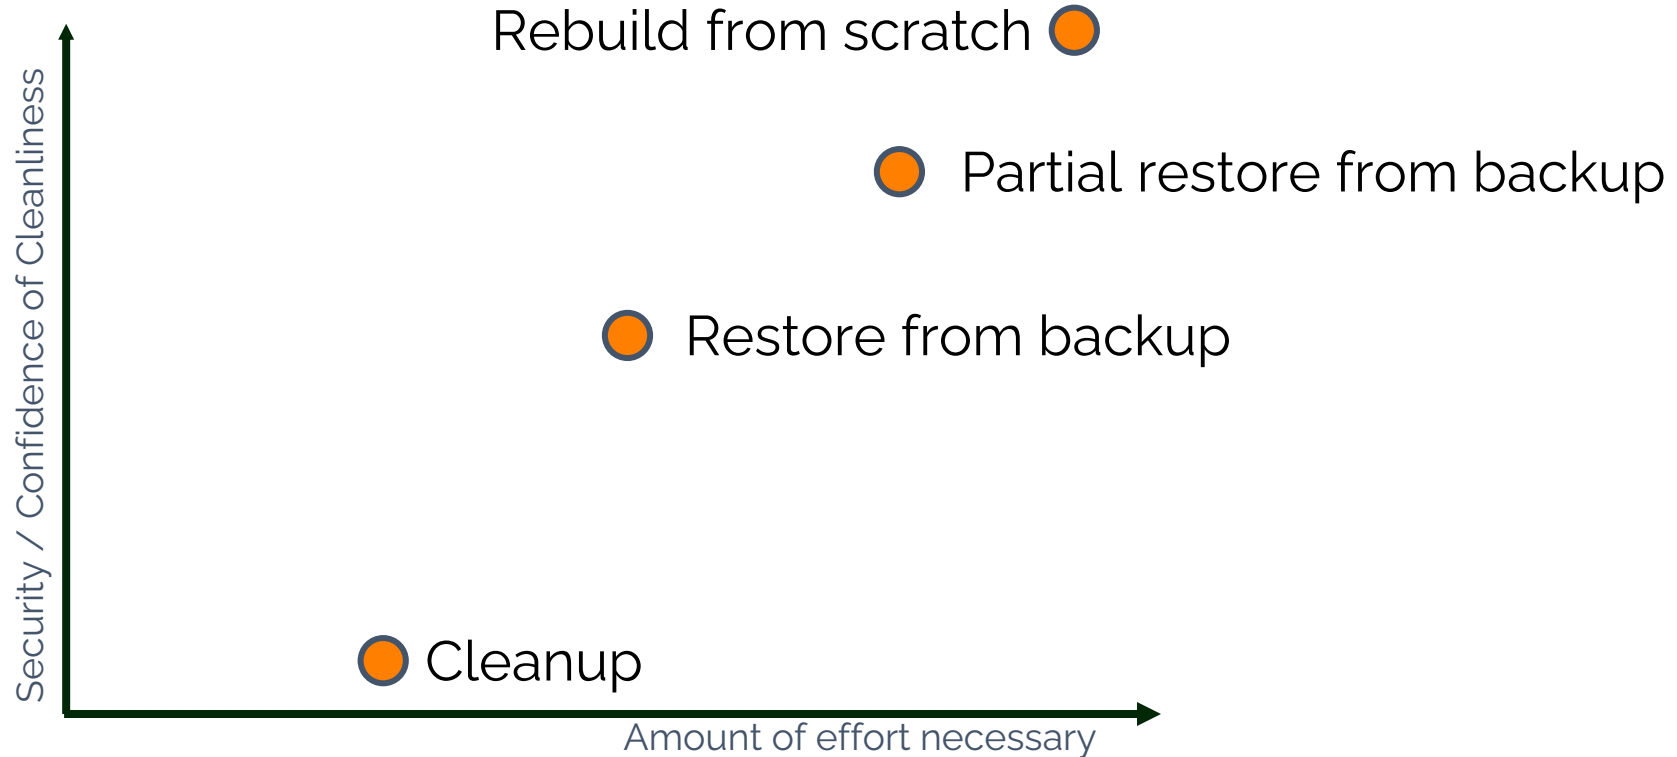 Rebuild from scratch
Partial restore from backup
Restore from backup
Cleanup
Security / Confidence of Cleanliness
Amount of effort necessary